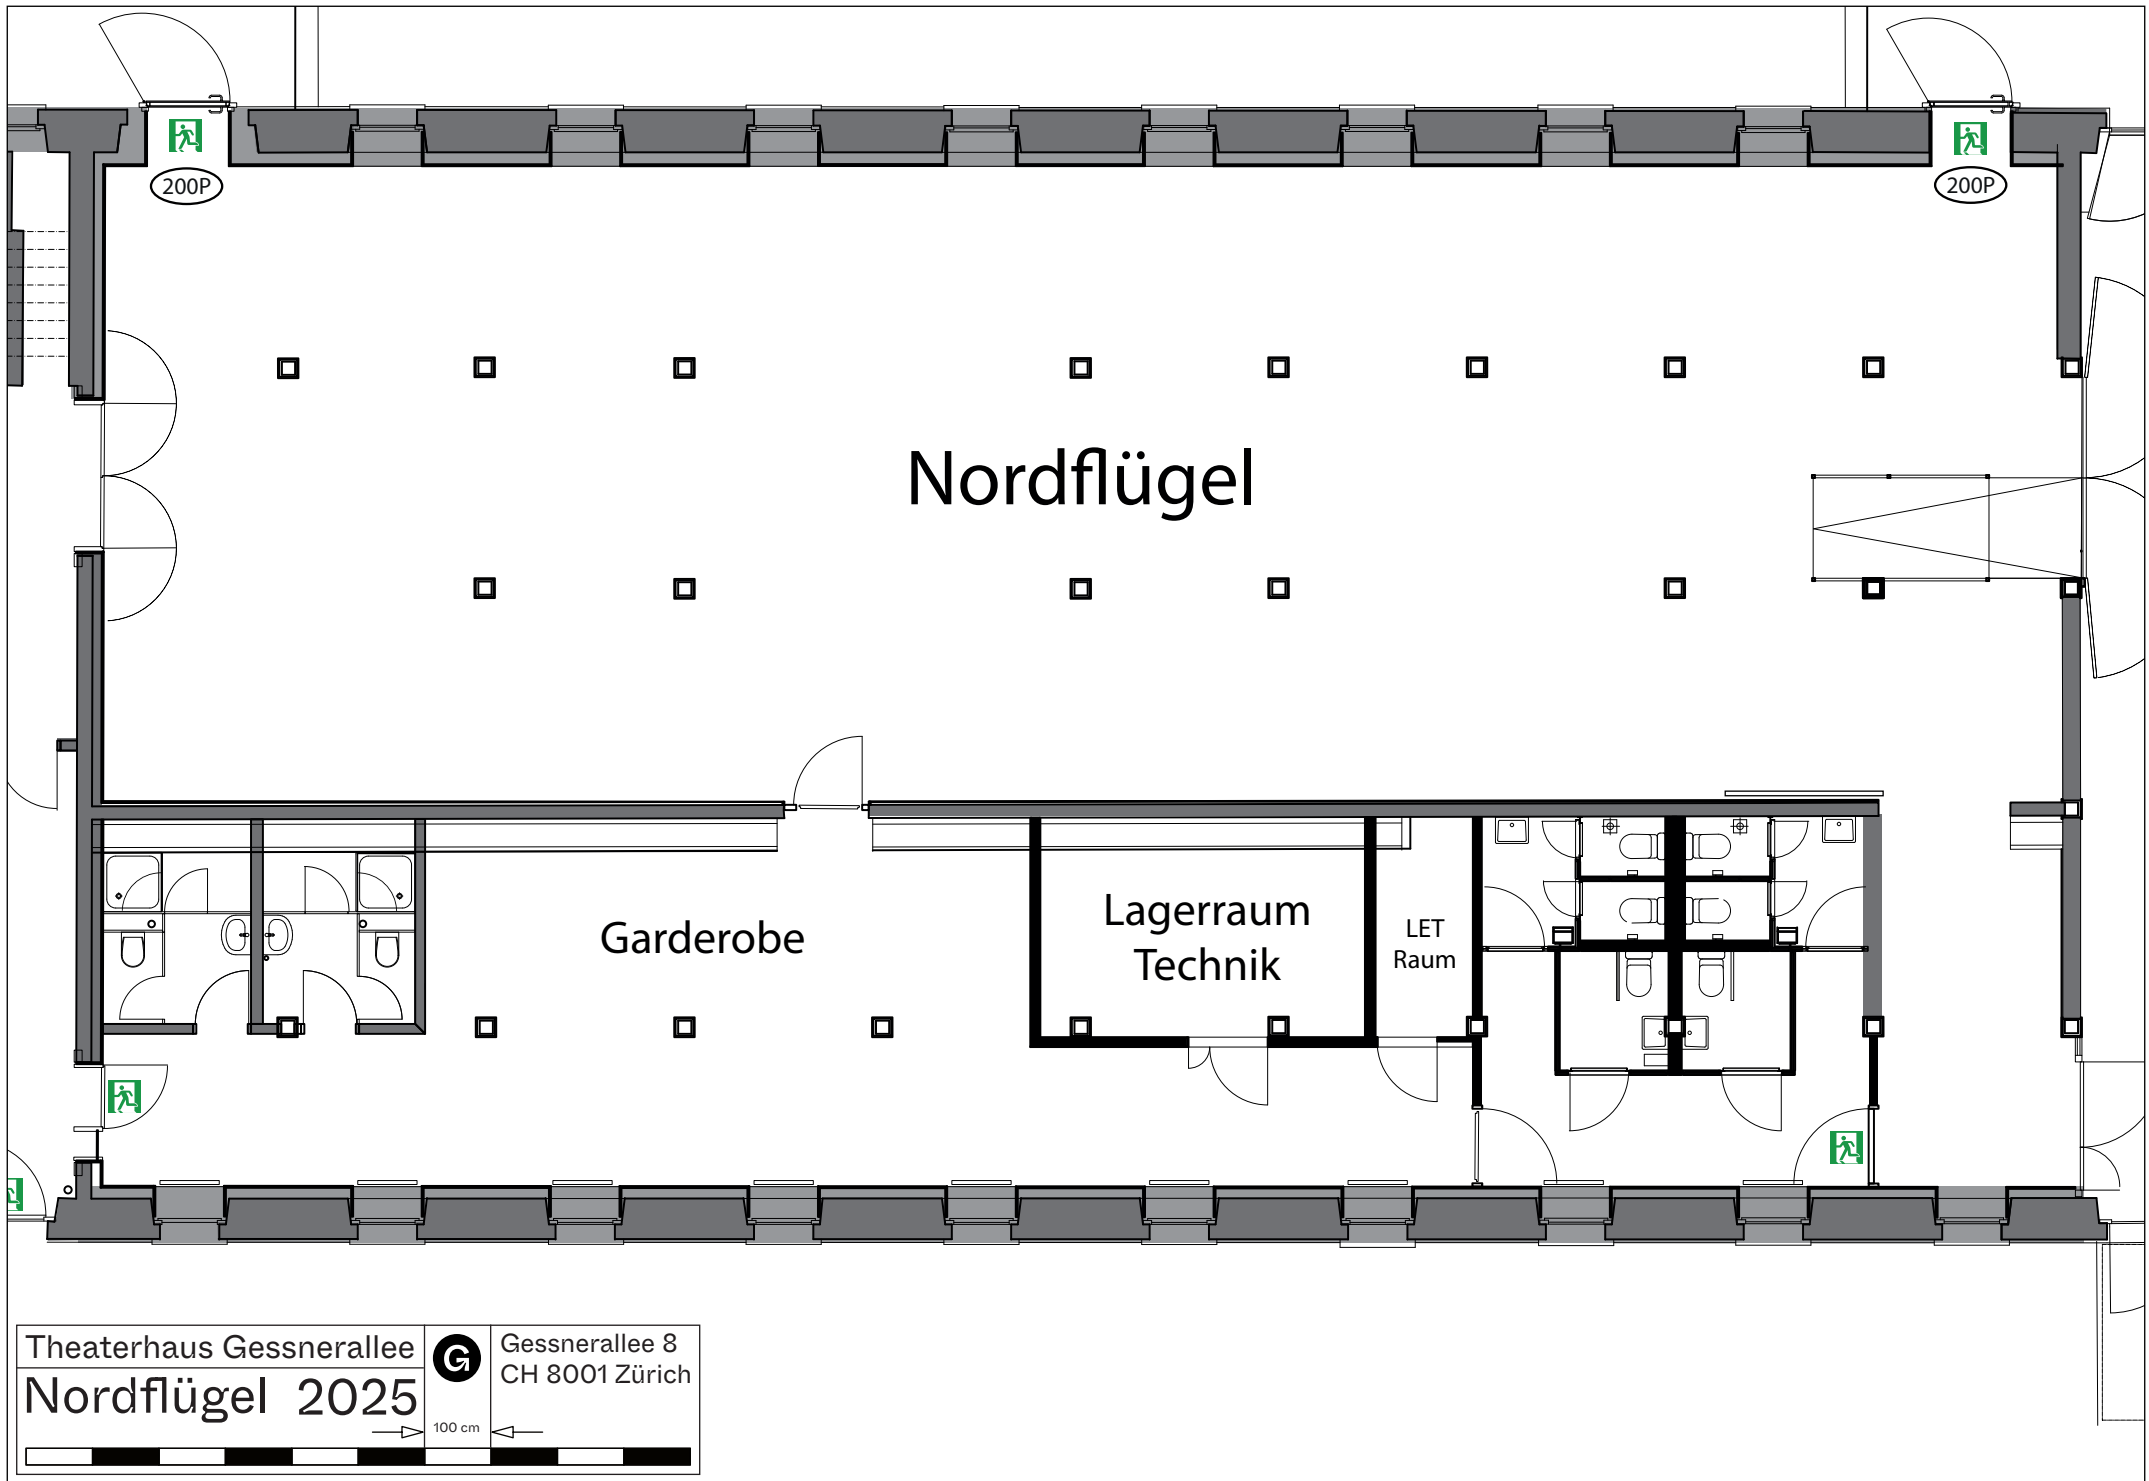 200P
200P
Nordflügel
Garderobe
Lagerraum
Technik
LET
Raum
Theaterhaus Gessnerallee
Nordflügel 2025
G
Gessnerallee 8
CH 8001 Zürich
100 cm